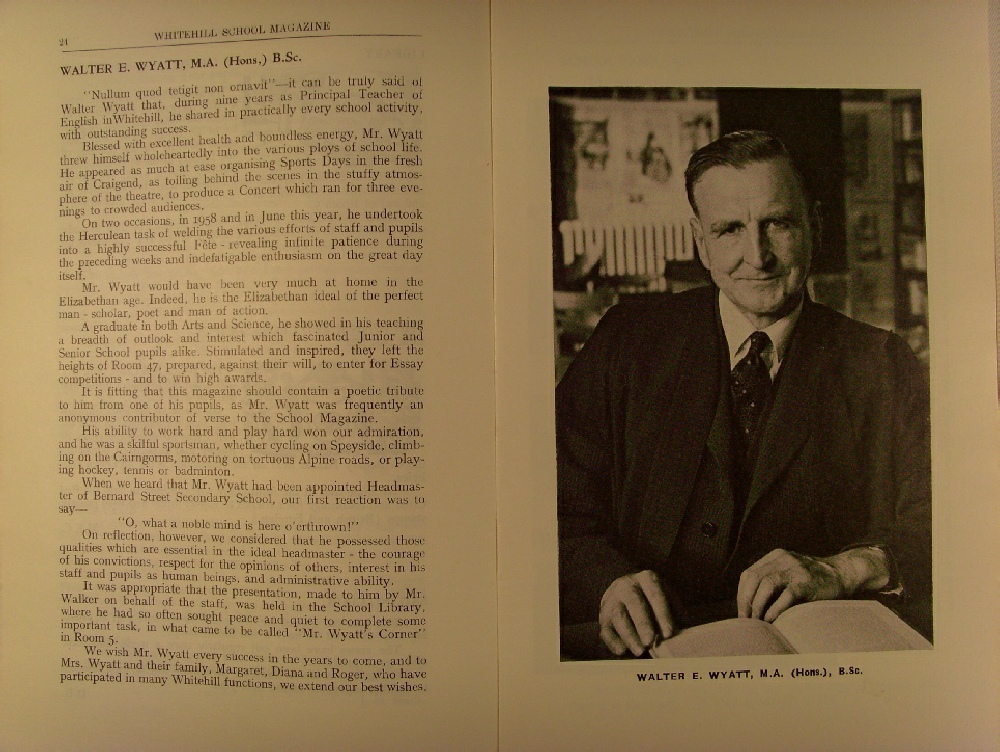 24
WHITEHILL SCHOOL MAGAZINE
WALTER E. WYATT, M.A. (Hons.) B.Sc.
"Nullum quod tetigit non ornavit"—it can be truly said of
Walter Wyatt that, during nine years as Principal Teacher of
English inWhitehill, he shared in practically every school activity,
with outstanding success.
Blessed with excellent health and boundless energy, Mr. Wyatt
threw himself wholeheartedly into the various ploys of school life.
He appeared as much at ease organising Sports Days in the fresh
air of Craigend, as toiling behind the scenes in the stuffy atmos-
phere of the theatre, to produce a Concert which ran for three eve-
nings to crowded audiences.
On two occasions, in 1958 and in June this year, he undertook
the Herculean task of welding the various efforts of staff and pupils
into a highly successful Fête - revealing infinite patience during
the preceding weeks and indefatigable enthusiasm on the great day
itself.
Mr. Wyatt would have been very much at home in the
Elizabethan age. Indeed, he is the Elizabethan ideal of the perfect
man - scholar, poet and man of action.
A graduate in both Arts and Science, he showed in his teaching
a breadth of outlook and interest which fascinated Junior and
Senior School pupils alike. Stimulated and inspired, they left the
heights of Room 47, prepared, against their will, to enter for Essay
competitions - and to win high awards.
It is fitting that this magazine should contain a poetic tribute
to him from one of his pupils, as Mr. Wyatt was frequently an
anonymous contributor of verse to the School Magazine.
His ability to work hard and play hard won our admiration,
and he was a skilful sportsman, whether cycling on Speyside, climb-
ing on the Cairngorms, motoring on tortuous Alpine roads, or play-
ing hockey, tennis or badminton.
When we heard that Mr. Wyatt had been appointed Headmas-
ter of Bernard Street Secondary School, our first reaction was to
say—
"O, what a noble mind is here o'erthrown!"
On reflection, however, we considered that he possessed those
qualities which are essential in the ideal headmaster - the courage
of his convictions, respect for the opinions of others, interest in his
staff and pupils as human beings, and administrative ability.
It was appropriate that the presentation, made to him by Mr.
Walker on behalf of the staff, was held in the School Library,
where he had so often sought peace and quiet to complete some
important task, in what came to be called "Mr. Wyatt's Corner"
in Room 5.
We wish Mr. Wyatt every success in the years to come, and to
Mrs. Wyatt and their family, Margaret, Diana and Roger, who have
participated in many Whitehill functions, we extend our best wishes.
WALTER E. WYATT, M.A. (Hons.), B.Sc.